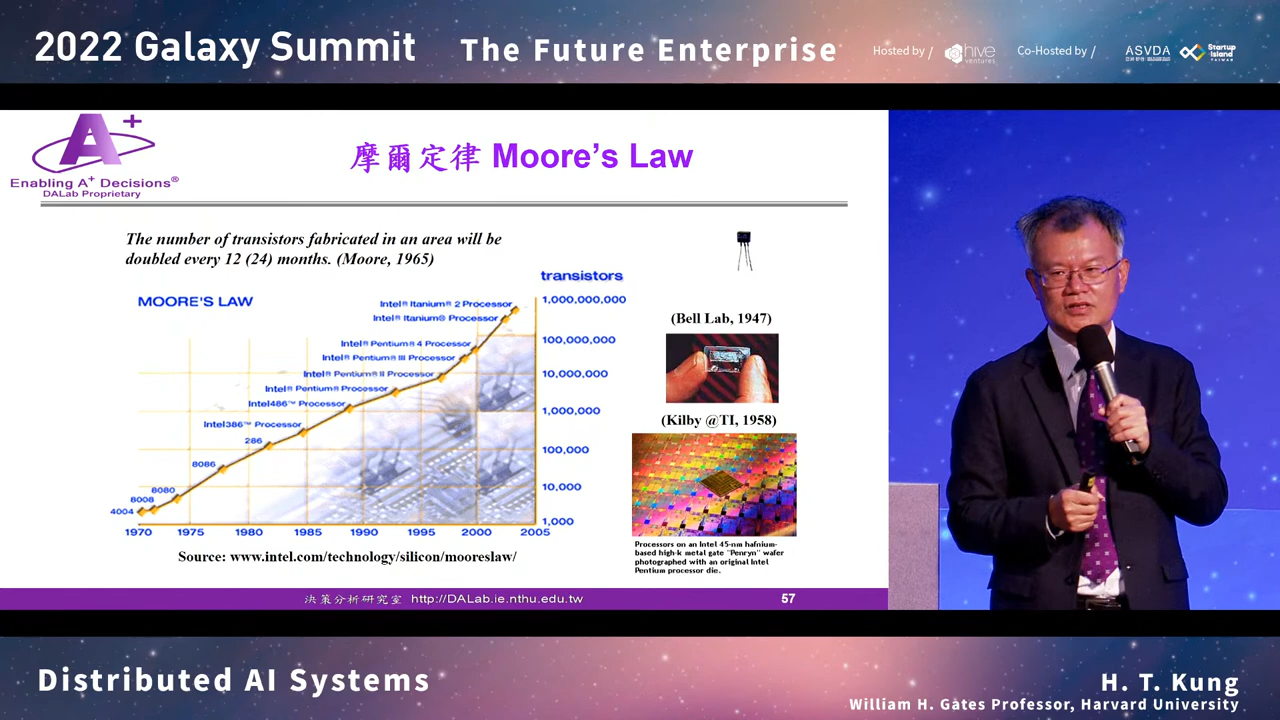 2022 Galaxy Summit
The Future Enterprise
Hosted by /
hive
ventures
Co-Hosted by /
ASVDA
Startup
Island
TAIWAN
A+
Enabling A+ Decisions®
DALab Proprietary
摩爾定律 Moore's Law
The number of transistors fabricated in an area will be
doubled every 12 (24) months. (Moore, 1965)
MOORE'S LAW
transistors
Intel® Itanium® 2 Processor
Intel® Itanium® Processor
Intel® Pentium® 4 Processor
Intel® Pentium® III Processor
Intel® Pentium® II Processor
Intel® Pentium® Processor
Intel486™ Processor
Intel386™ Processor
286
8086
8080
8008
4004
1,000,000,000
100,000,000
10,000,000
1,000,000
100,000
10,000
1,000
1970 1975 1980 1985 1990 1995 2000 2005
Source: www.intel.com/technology/silicon/mooreslaw/
(Bell Lab, 1947)
(Kilby @TI, 1958)
Processors on an Intel 45-nm hafnium-
based high-k metal gate "Penryn" wafer
photographed with an original Intel
Pentium processor die.
決策分析研究室 http://DALab.ie.nthu.edu.tw
57
Distributed AI Systems
H. T. Kung
William H. Gates Professor, Harvard University